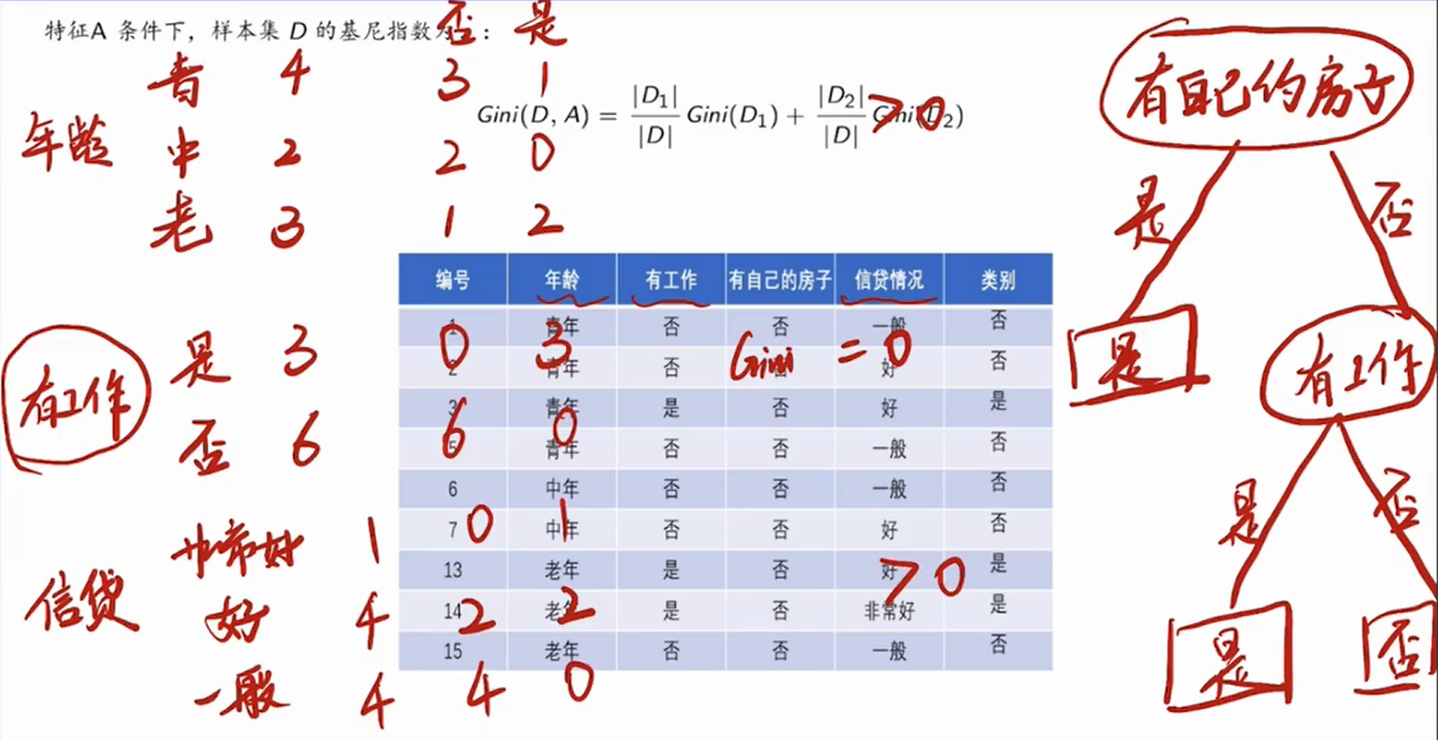 特征A 条件下，样本集 D 的基尼指数为 :
否 是
年龄
青 4 3 1
中 2 2 0
老 3 1 2
Gini(D, A) = |D1|/|D| Gini(D1) + |D2|/|D| Gini(D2)
>0
编号 年龄 有工作 有自己的房子 信贷情况 类别
1 青年 否 否 一般 否
2 青年 否 否 好 否
3 青年 是 否 好 是
5 青年 否 否 一般 否
6 中年 否 否 一般 否
7 中年 否 否 好 否
13 老年 是 否 好 是
14 老年 是 否 非常好 是
15 老年 否 否 一般 否
有工作
是 3 0 3
否 6 6 0
Gini = 0
信贷
非常好 1 0 1
好 4 2 2
一般 4 4 0
>0
有自己的房子
是 否
是 有工作
是 否
是 否